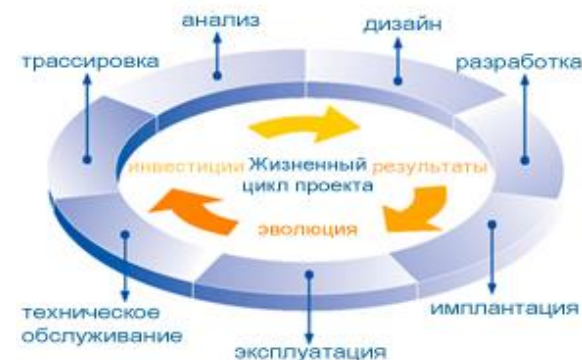 анализ
дизайн
трассировка
разработка
инвестиции Жизненный результаты
цикл проекта
эволюция
техническое
обслуживание
имплантация
эксплуатация